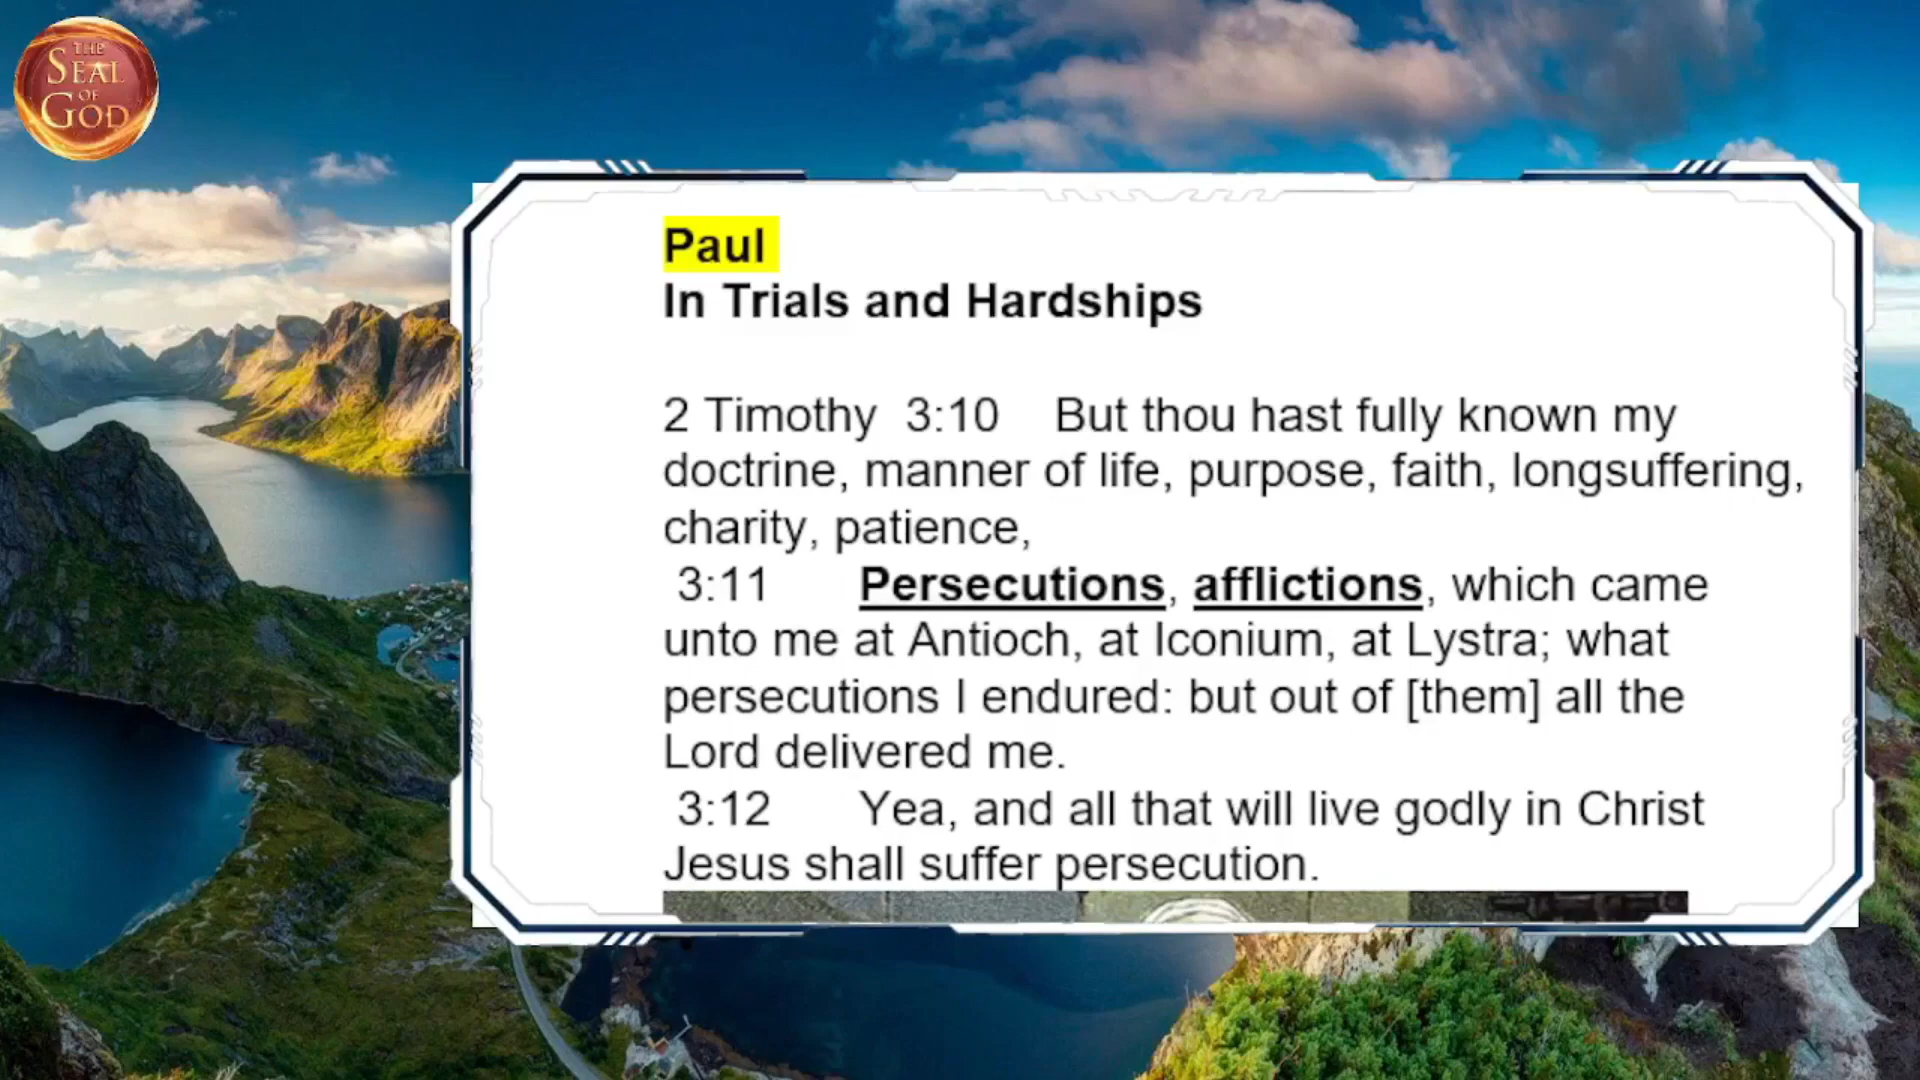 THE
SEAL
OF
GOD
Paul
In Trials and Hardships
2 Timothy 3:10 But thou hast fully known my
doctrine, manner of life, purpose, faith, longsuffering,
charity, patience,
3:11 Persecutions, afflictions, which came
unto me at Antioch, at Iconium, at Lystra; what
persecutions I endured: but out of [them] all the
Lord delivered me.
3:12 Yea, and all that will live godly in Christ
Jesus shall suffer persecution.